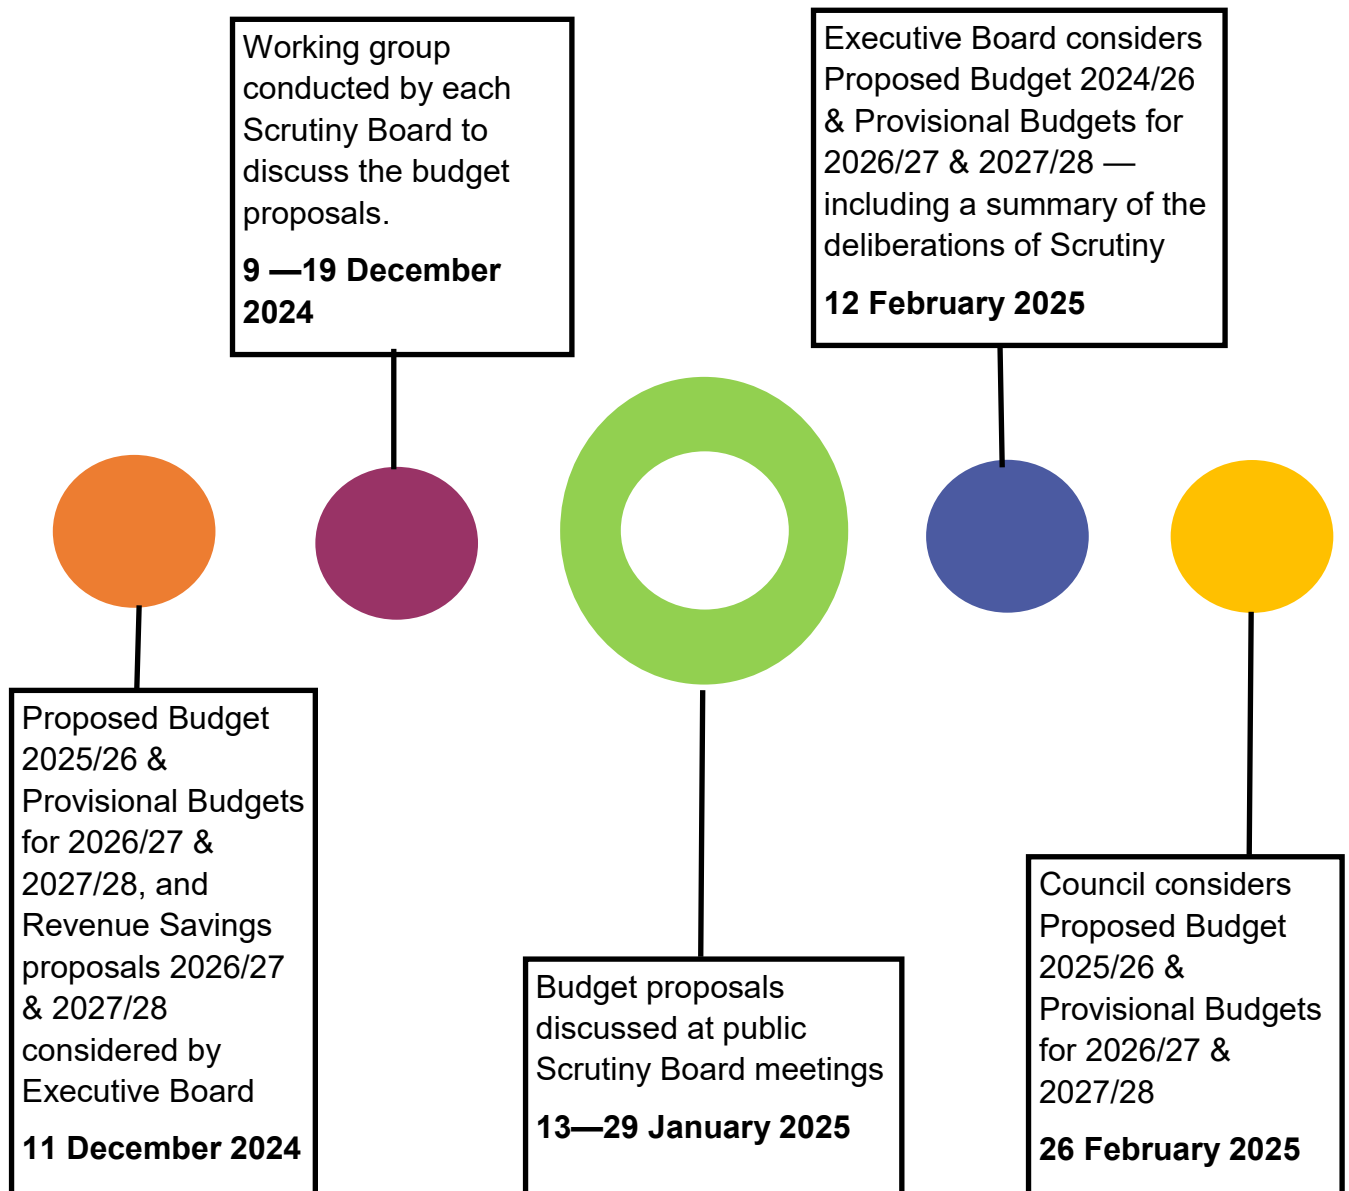 Working group
conducted by each
Scrutiny Board to
discuss the budget
proposals.
9 —19 December
2024
Executive Board considers
Proposed Budget 2024/26
& Provisional Budgets for
2026/27 & 2027/28 —
including a summary of the
deliberations of Scrutiny
12 February 2025
Proposed Budget
2025/26 &
Provisional Budgets
for 2026/27 &
2027/28, and
Revenue Savings
proposals 2026/27
& 2027/28
considered by
Executive Board
11 December 2024
Budget proposals
discussed at public
Scrutiny Board meetings
13—29 January 2025
Council considers
Proposed Budget
2025/26 &
Provisional Budgets
for 2026/27 &
2027/28
26 February 2025